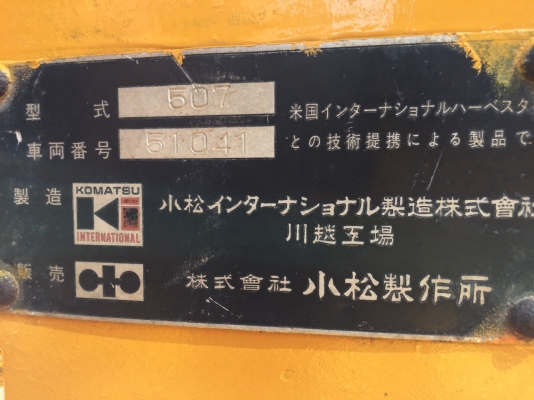 型式 507
米国インターナショナルハーベスタ
車両番号 51041
との技術提携による製品で
製造 KOMATSU INTERNATIONAL 小松インターナショナル製造株式會社
川越工場
販売 株式會社 小松製作所